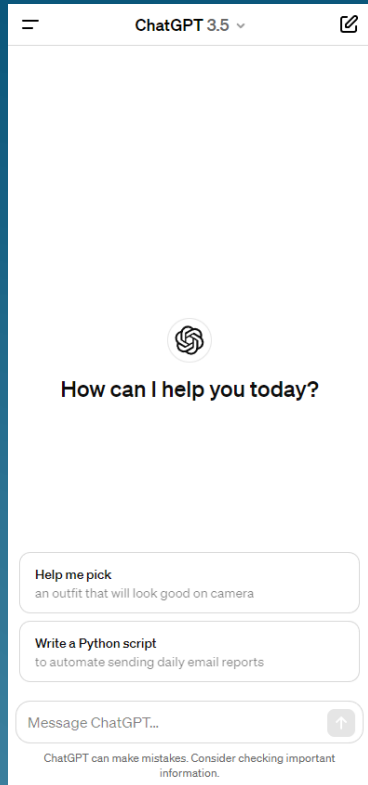 ChatGPT 3.5
How can I help you today?
Help me pick
an outfit that will look good on camera
Write a Python script
to automate sending daily email reports
Message ChatGPT...
ChatGPT can make mistakes. Consider checking important
information.